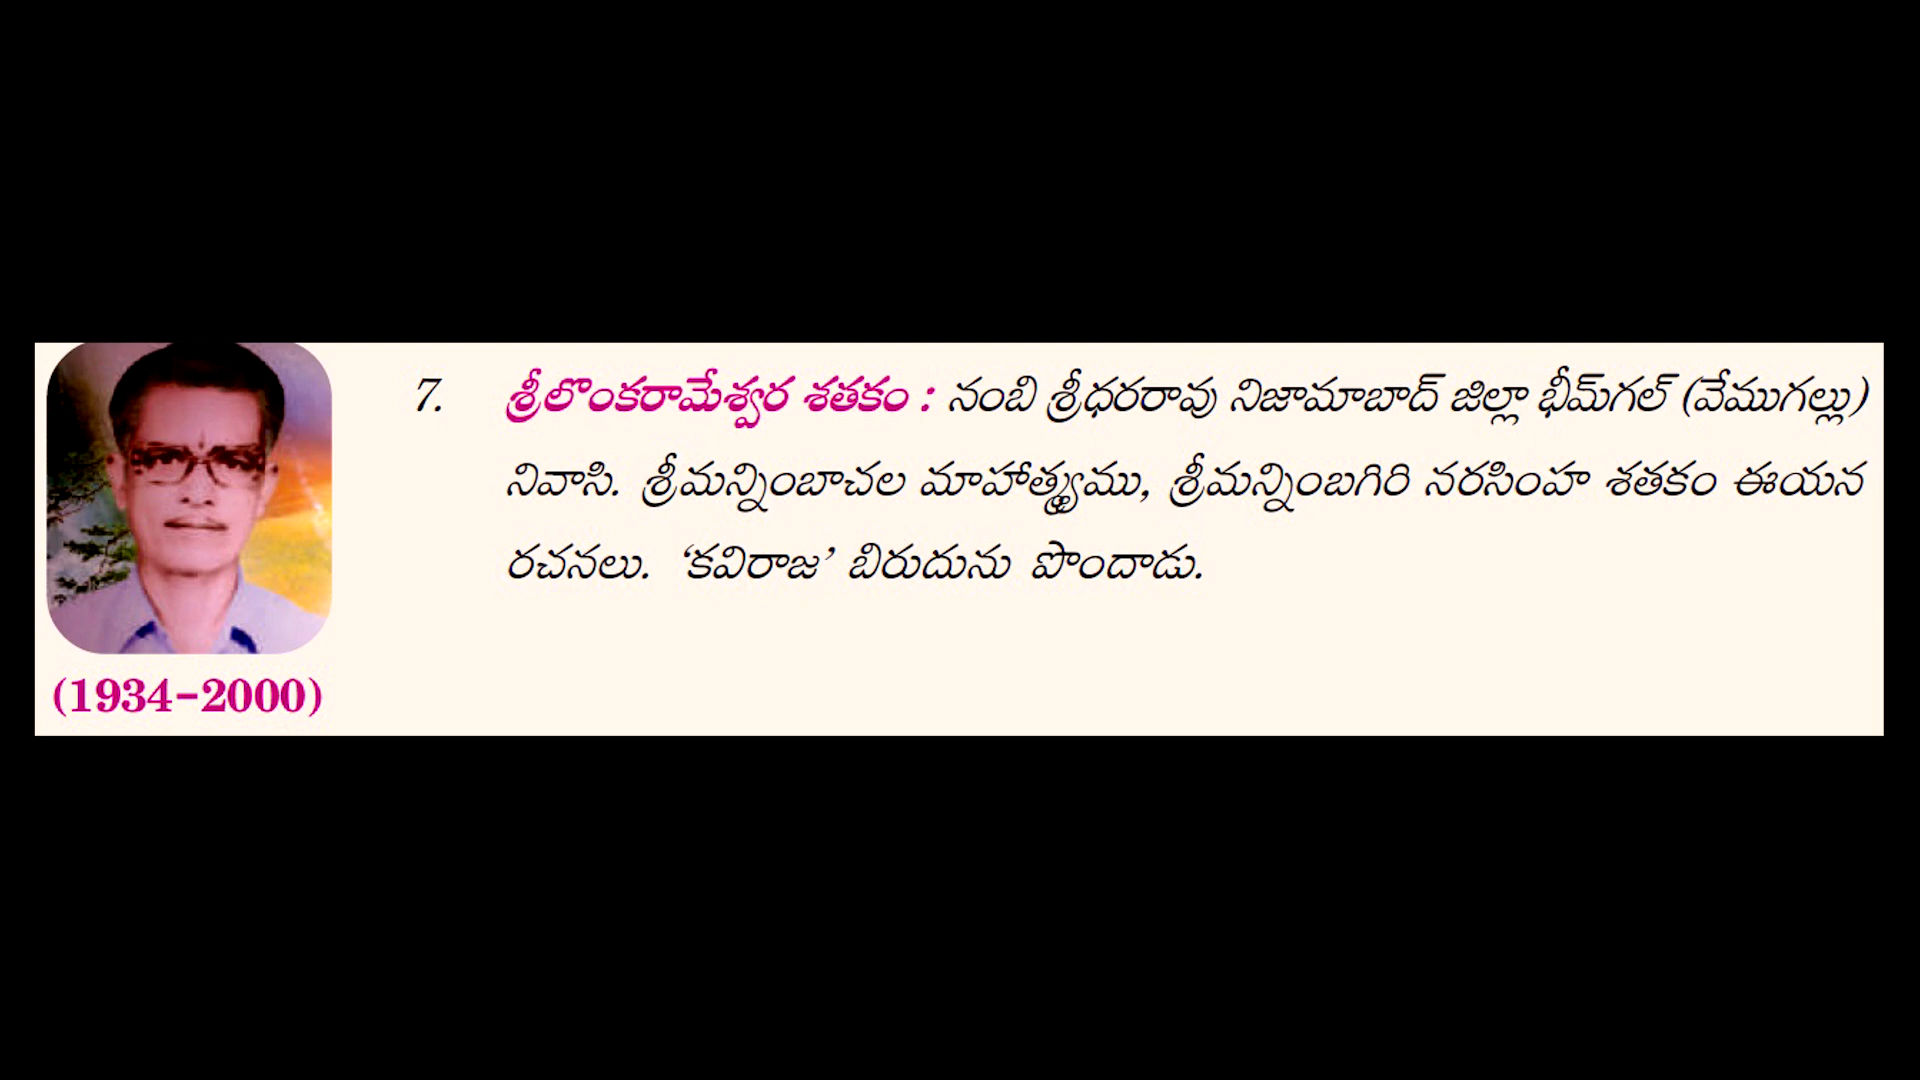 7. శ్రీలొంకరామేశ్వర శతకం : నంబి శ్రీధరరావు నిజామాబాద్ జిల్లా భీమ్‌గల్ (వేముగల్లు)
నివాసి. శ్రీమన్నింబాచల మాహాత్మ్యము, శ్రీమన్నింబగిరి నరసింహ శతకం ఈయన
రచనలు. ‘కవిరాజ’ బిరుదును పొందాడు.
(1934-2000)